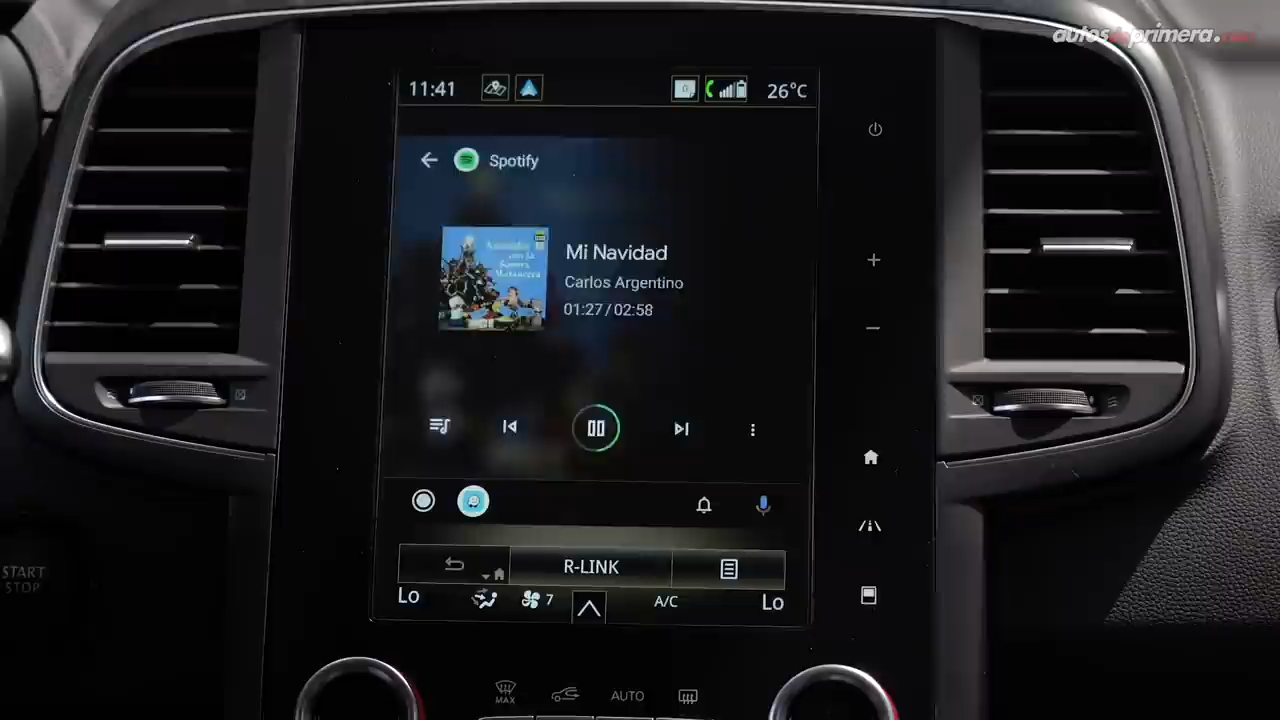 autosdeprimera.com
11:41
26°C
Spotify
Mi Navidad
Carlos Argentino
01:27/02:58
R-LINK
Lo
7
A/C
Lo
START
STOP
MAX
AUTO